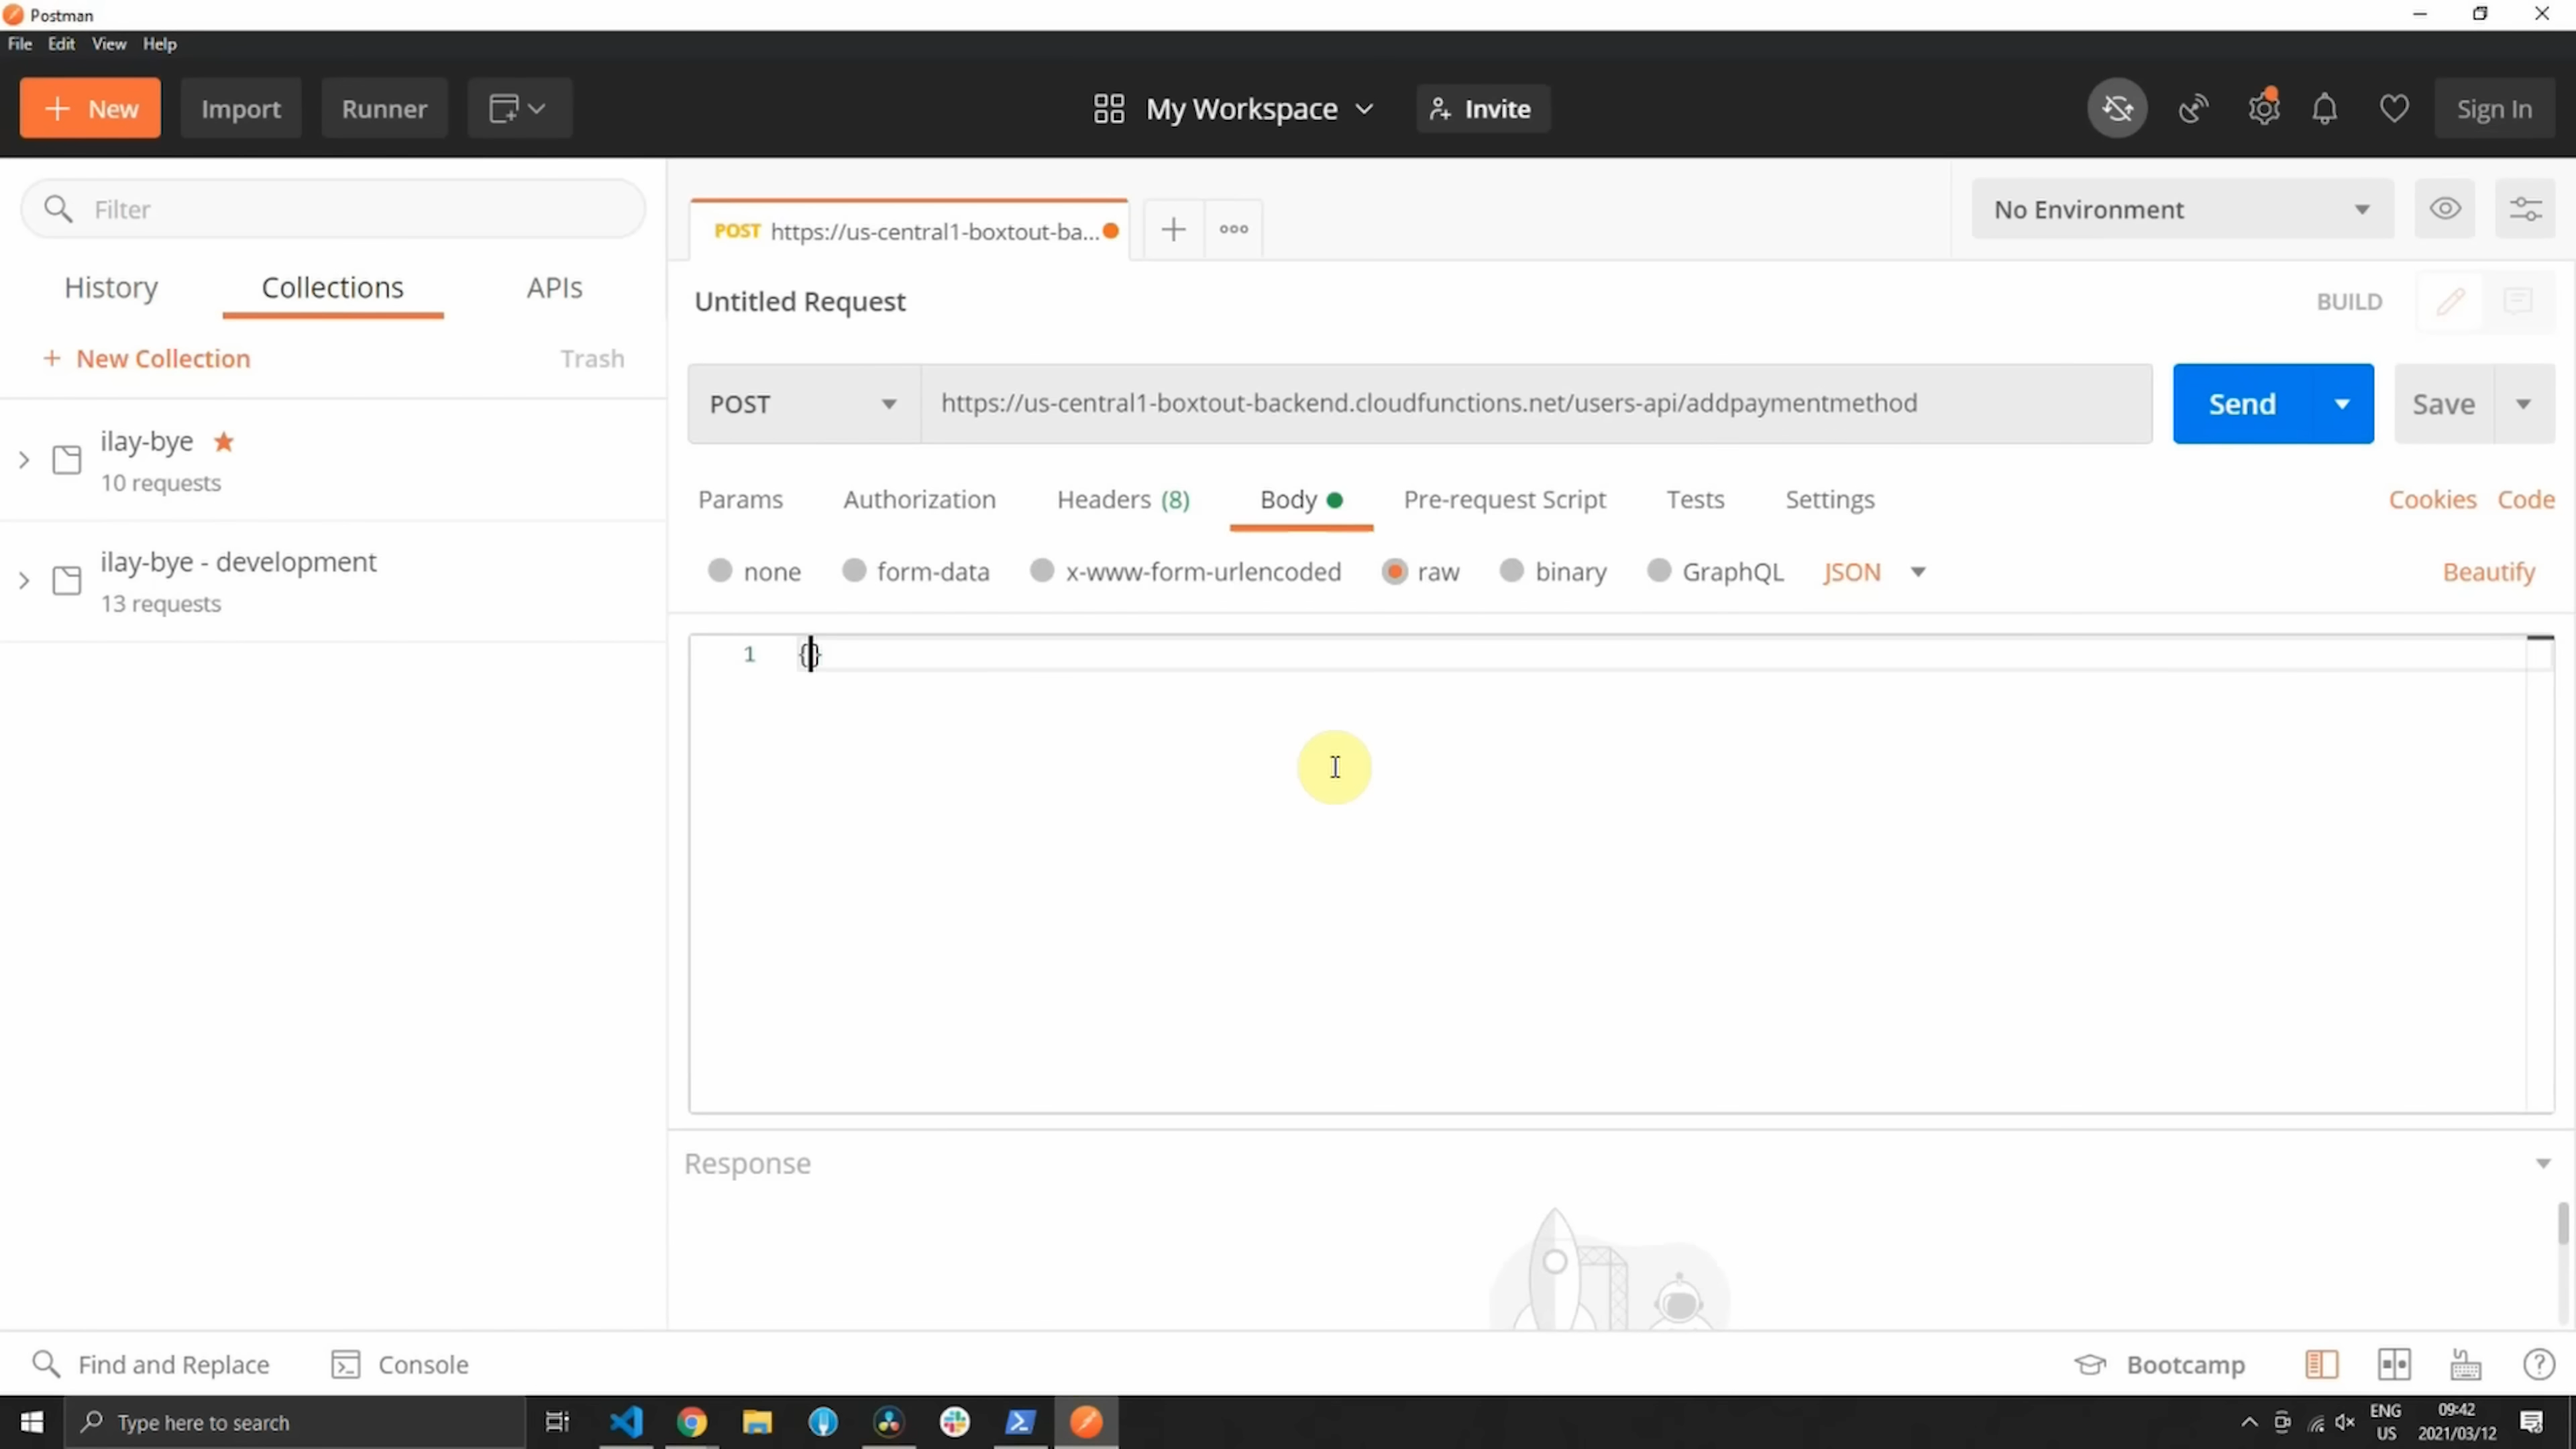 Postman
File Edit View Help
+ New Import Runner My Workspace Invite Sign In
Filter
History Collections APIs
+ New Collection Trash
ilay-bye
10 requests
ilay-bye - development
13 requests
POST https://us-central1-boxtout-ba...
No Environment
Untitled Request BUILD
POST https://us-central1-boxtout-backend.cloudfunctions.net/users-api/addpaymentmethod Send Save
Params Authorization Headers (8) Body Pre-request Script Tests Settings Cookies Code
none form-data x-www-form-urlencoded raw binary GraphQL JSON Beautify
1 {}
Response
Find and Replace Console Bootcamp
Type here to search
ENG
US
09:42
2021/03/12